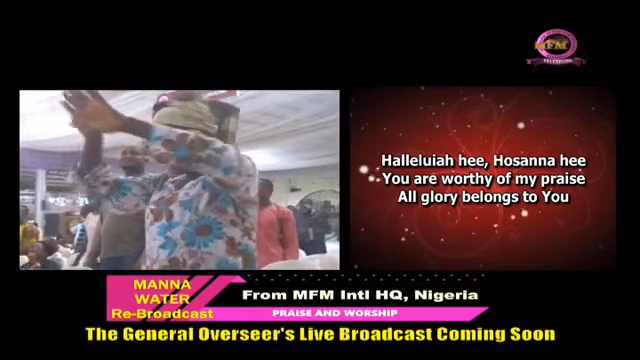 MFM
TELEVISION
Halleluiah hee, Hosanna hee
You are worthy of my praise
All glory belongs to You
MANNA
WATER
Re-Broadcast
From MFM Intl HQ, Nigeria
PRAISE AND WORSHIP
The General Overseer's Live Broadcast Coming Soon